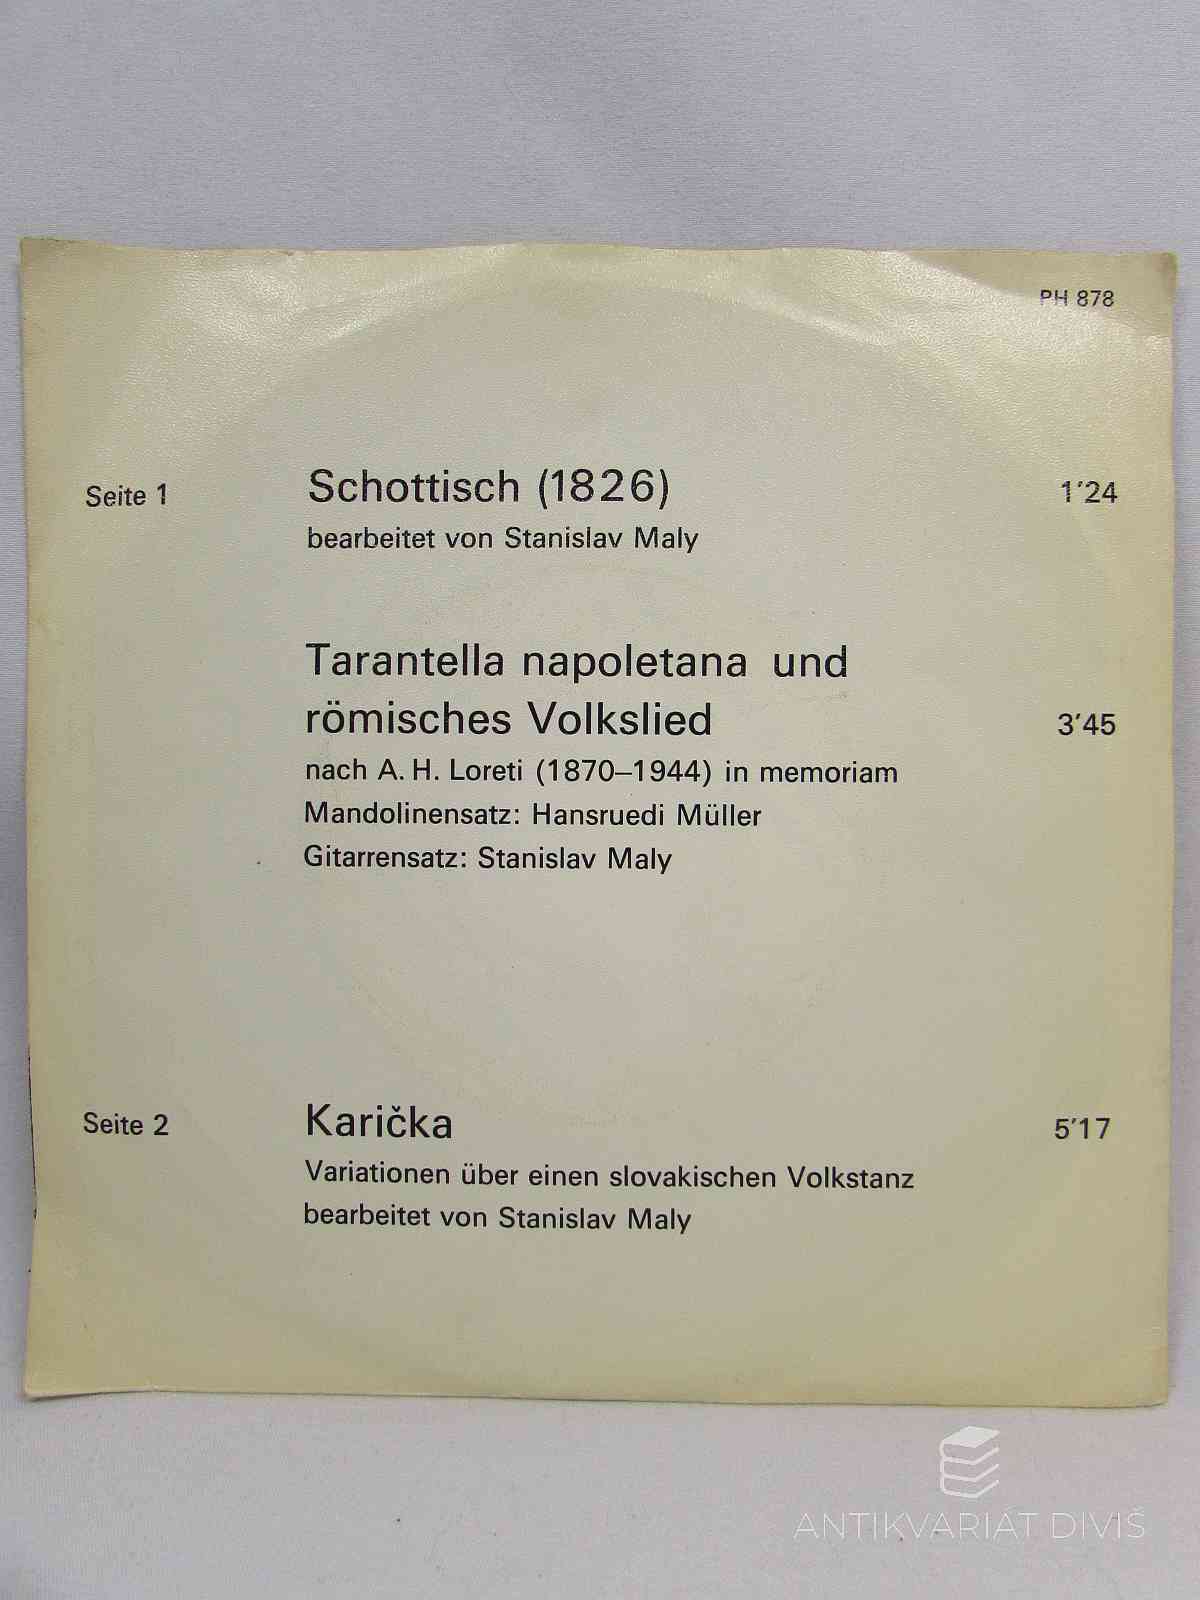 PH 878
Seite 1 Schottisch (1826) 1'24
bearbeitet von Stanislav Maly
Tarantella napoletana und
römisches Volkslied 3'45
nach A. H. Loreti (1870–1944) in memoriam
Mandolinensatz: Hansruedi Müller
Gitarrensatz: Stanislav Maly
Seite 2 Karička 5'17
Variationen über einen slovakischen Volkstanz
bearbeitet von Stanislav Maly
ANTIKVARIÁT DIVIŠ